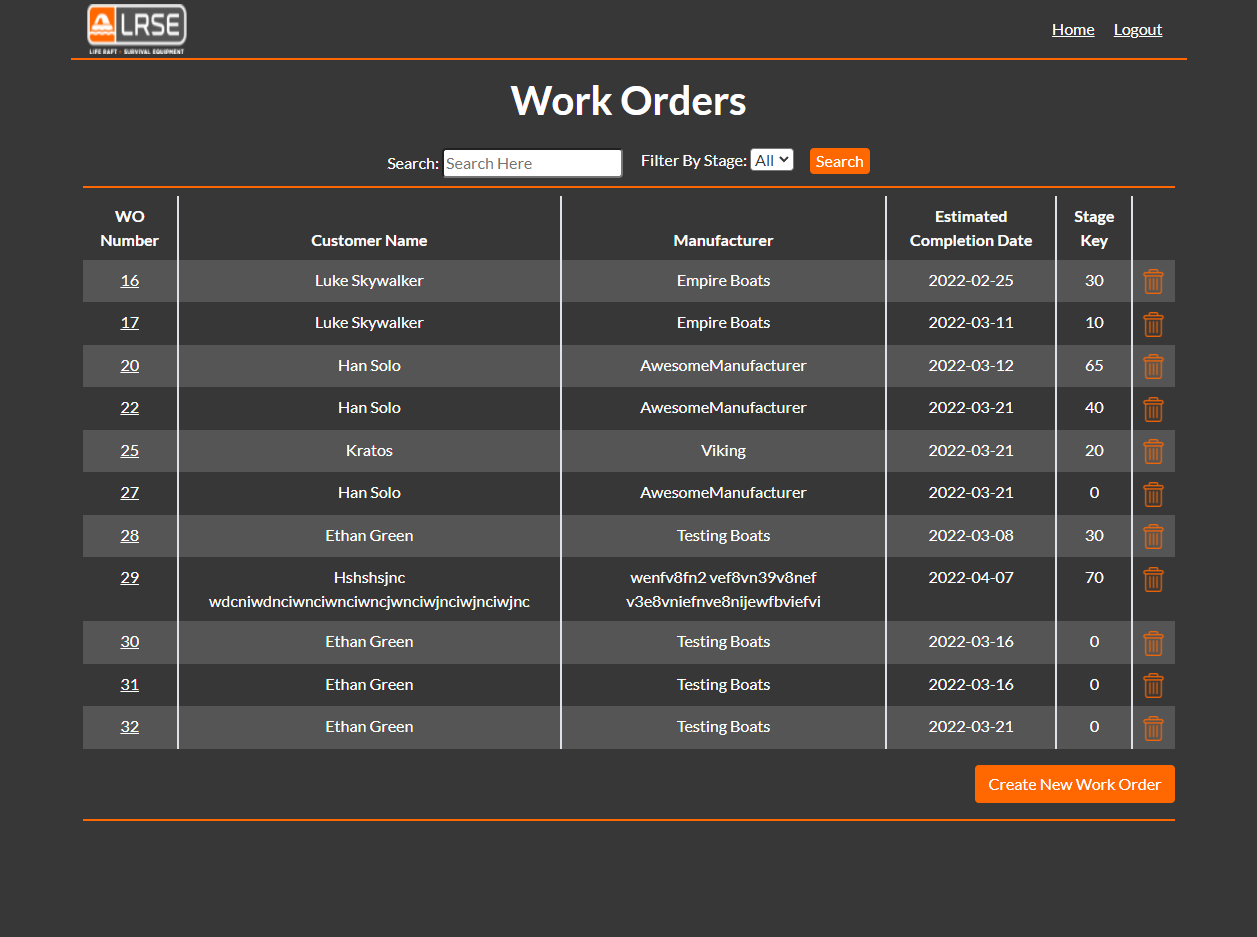 LRSE
LIFE RAFT - SURVIVAL EQUIPMENT
Home Logout
Work Orders
Search: Search Here Filter By Stage: All Search
WO Number Customer Name Manufacturer Estimated Completion Date Stage Key
16 Luke Skywalker Empire Boats 2022-02-25 30
17 Luke Skywalker Empire Boats 2022-03-11 10
20 Han Solo AwesomeManufacturer 2022-03-12 65
22 Han Solo AwesomeManufacturer 2022-03-21 40
25 Kratos Viking 2022-03-21 20
27 Han Solo AwesomeManufacturer 2022-03-21 0
28 Ethan Green Testing Boats 2022-03-08 30
29 Hshshsjnc wenfv8fn2 vef8vn39v8nef 2022-04-07 70
wdcniwdnciwnciwnciwncjwnciwjnciwjnciwjnc v3e8vniefnve8nijewfbviefvi
30 Ethan Green Testing Boats 2022-03-16 0
31 Ethan Green Testing Boats 2022-03-16 0
32 Ethan Green Testing Boats 2022-03-21 0
Create New Work Order